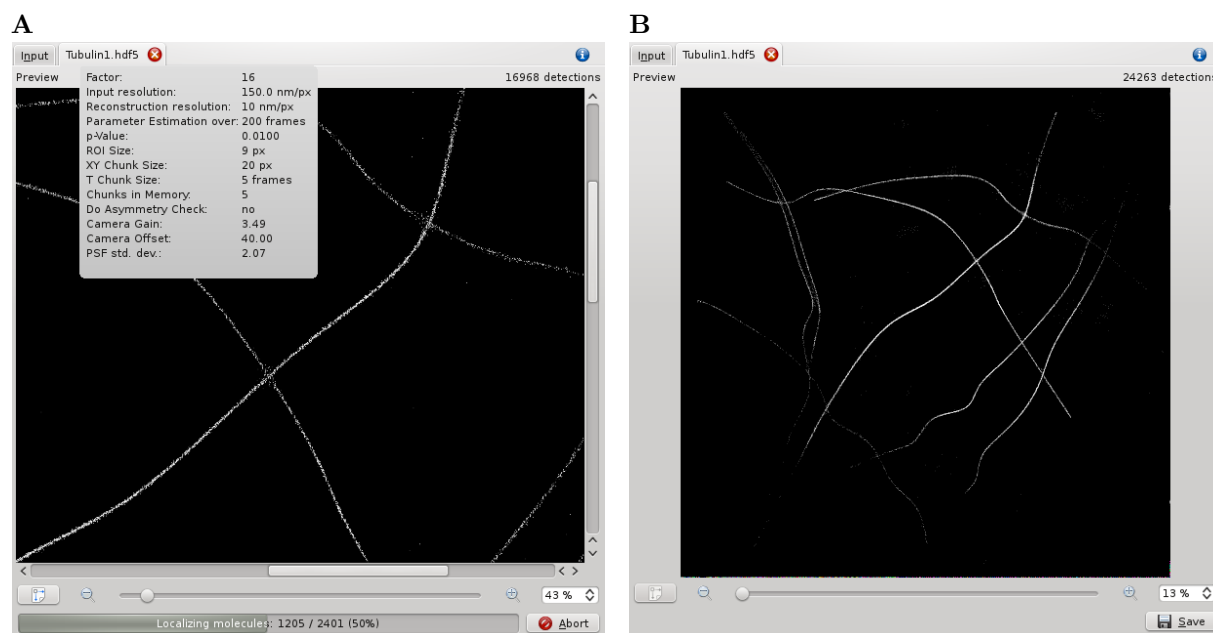 A
Input Tubulin1.hdf5
Preview 16968 detections
Factor: 16
Input resolution: 150.0 nm/px
Reconstruction resolution: 10 nm/px
Parameter Estimation over: 200 frames
p-Value: 0.0100
ROI Size: 9 px
XY Chunk Size: 20 px
T Chunk Size: 5 frames
Chunks in Memory: 5
Do Asymmetry Check: no
Camera Gain: 3.49
Camera Offset: 40.00
PSF std. dev.: 2.07
43 %
Localizing molecules: 1205 / 2401 (50%) Abort
B
Input Tubulin1.hdf5
Preview 24263 detections
13 %
Save